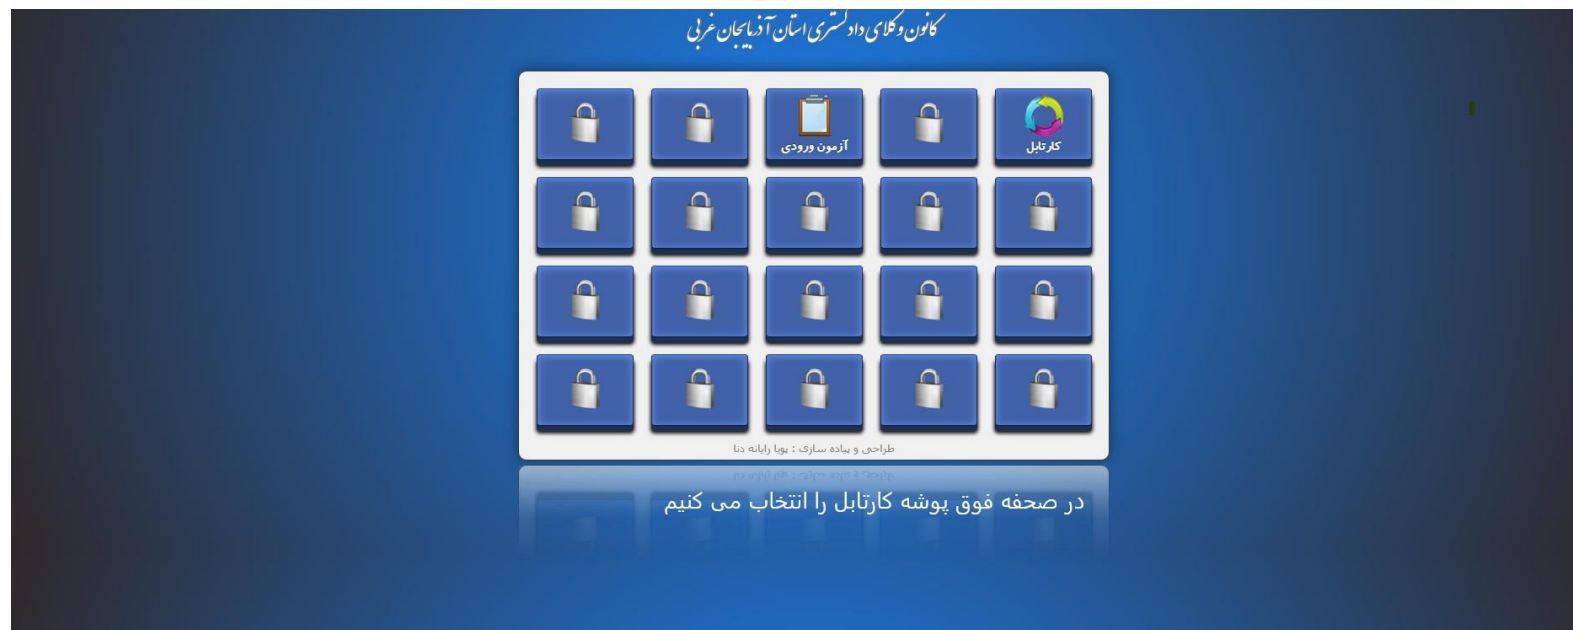 کانون وکلای دادگستری استان آذربایجان غربی
کارتابل
آزمون ورودی
طراحی و پیاده سازی : پویا رایانه دنا
در صحفه فوق پوشه کارتابل را انتخاب می کنیم